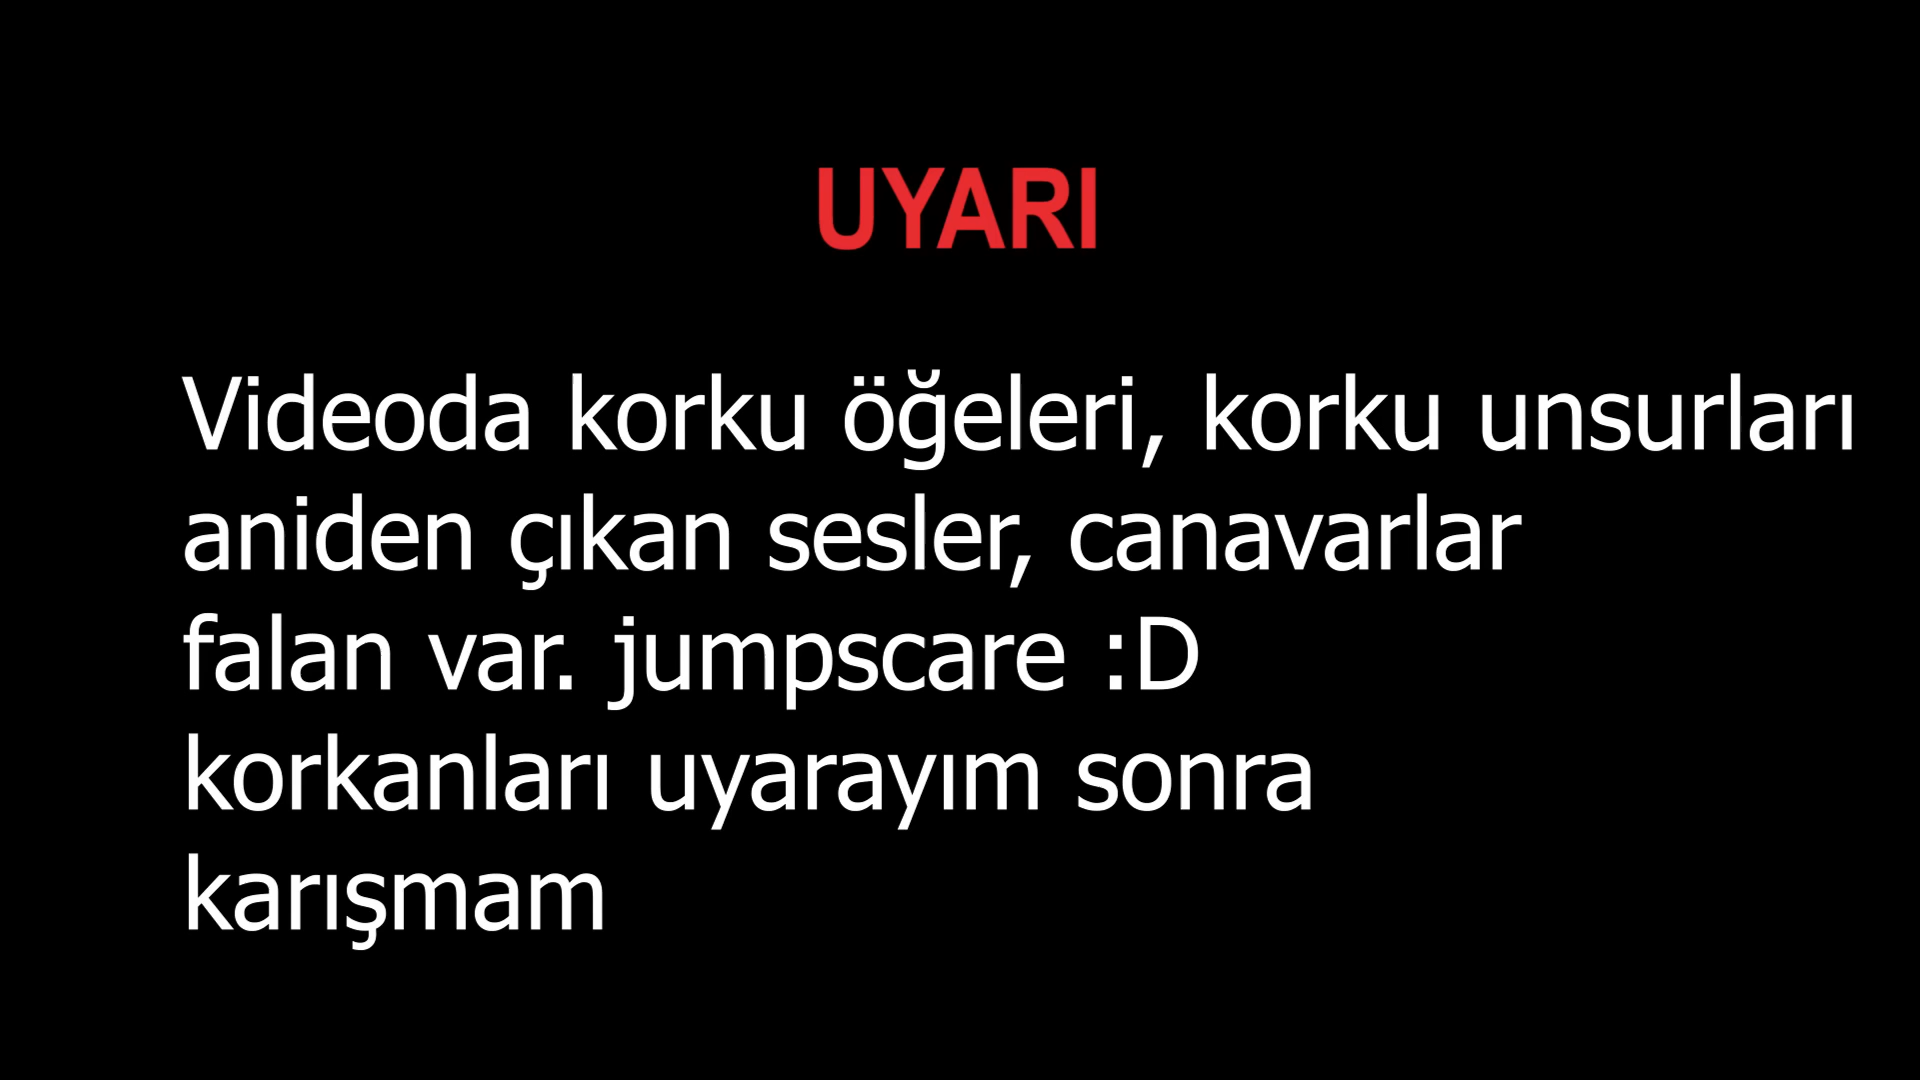 UYARI
Videoda korku öğeleri, korku unsurları
aniden çıkan sesler, canavarlar
falan var. jumpscare :D
korkanları uyarayım sonra
karışmam